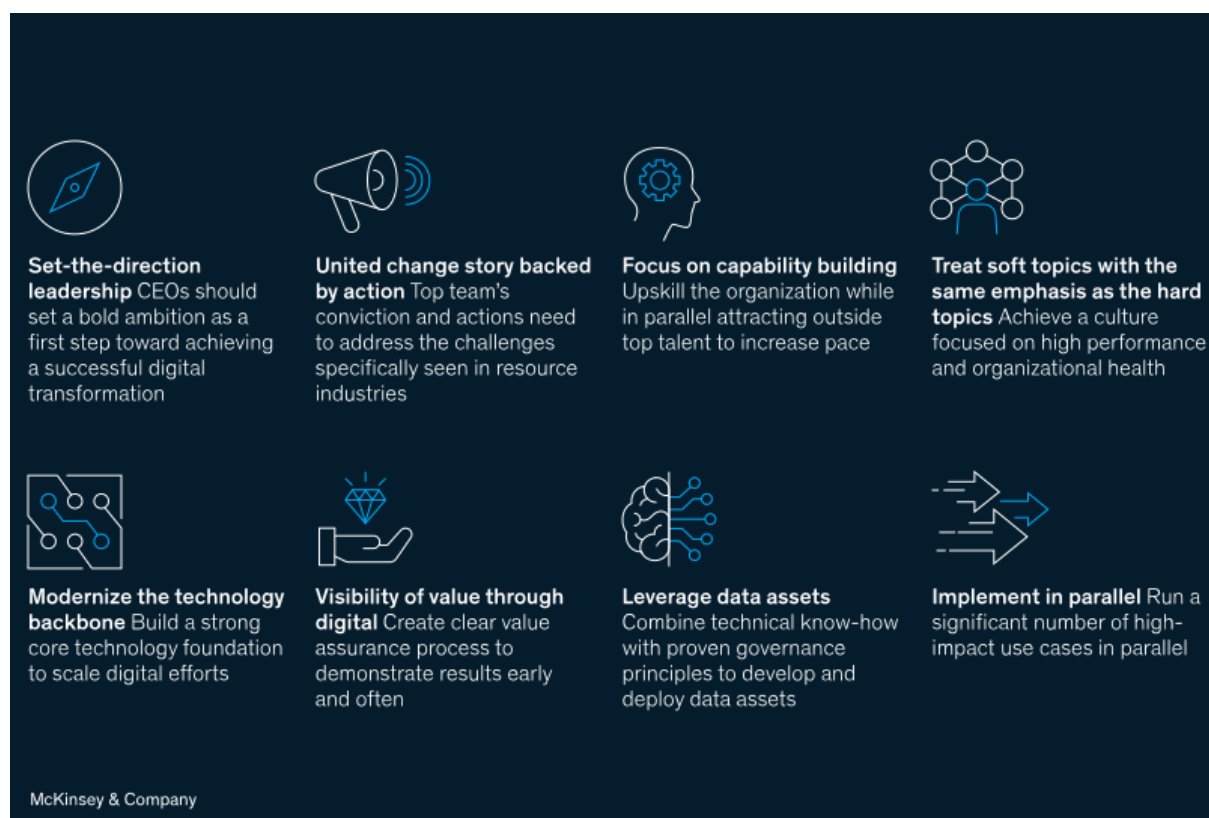 Set-the-direction
leadership CEOs should
set a bold ambition as a
first step toward achieving
a successful digital
transformation
United change story backed
by action Top team's
conviction and actions need
to address the challenges
specifically seen in resource
industries
Focus on capability building
Upskill the organization while
in parallel attracting outside
top talent to increase pace
Treat soft topics with the
same emphasis as the hard
topics Achieve a culture
focused on high performance
and organizational health
Modernize the technology
backbone Build a strong
core technology foundation
to scale digital efforts
Visibility of value through
digital Create clear value
assurance process to
demonstrate results early
and often
Leverage data assets
Combine technical know-how
with proven governance
principles to develop and
deploy data assets
Implement in parallel Run a
significant number of high-
impact use cases in parallel
McKinsey & Company